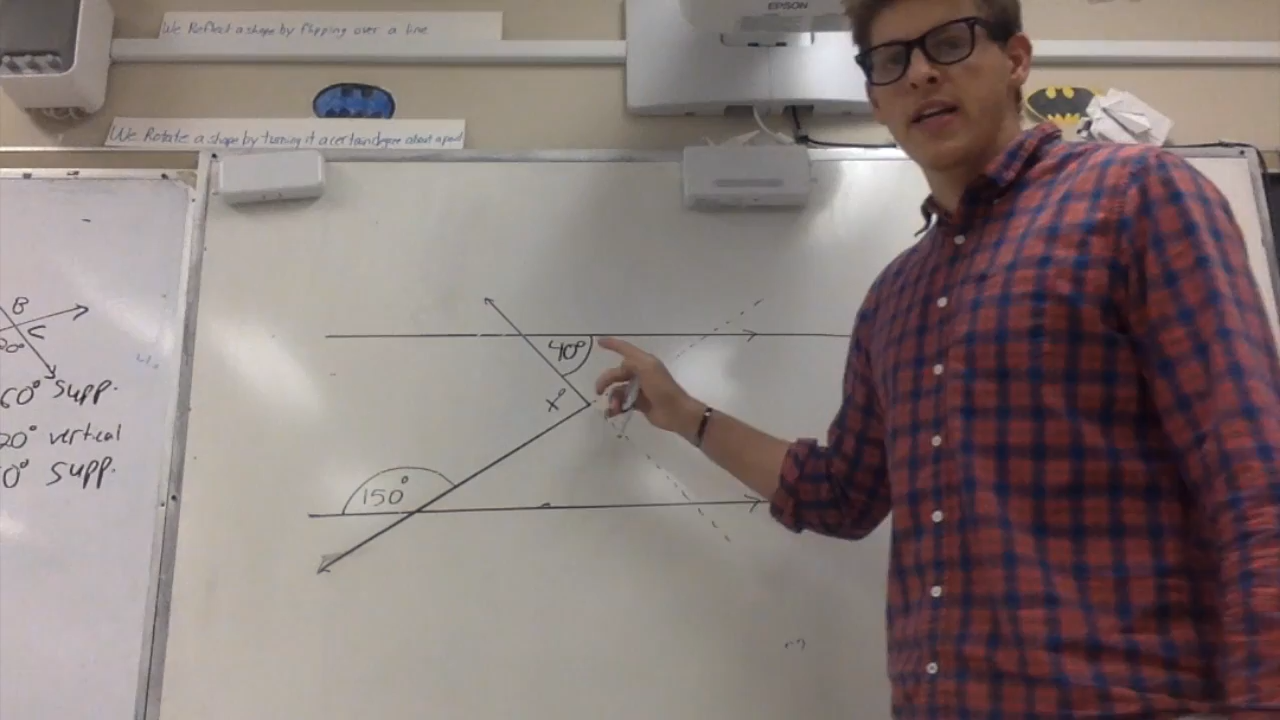 EPSON
We Reflect a shape by flipping over a line
We Rotate a shape by turning it a certain degree about a point
B
C
20°
60° Supp.
20° vertical
0° Supp.
40°
x°
150°